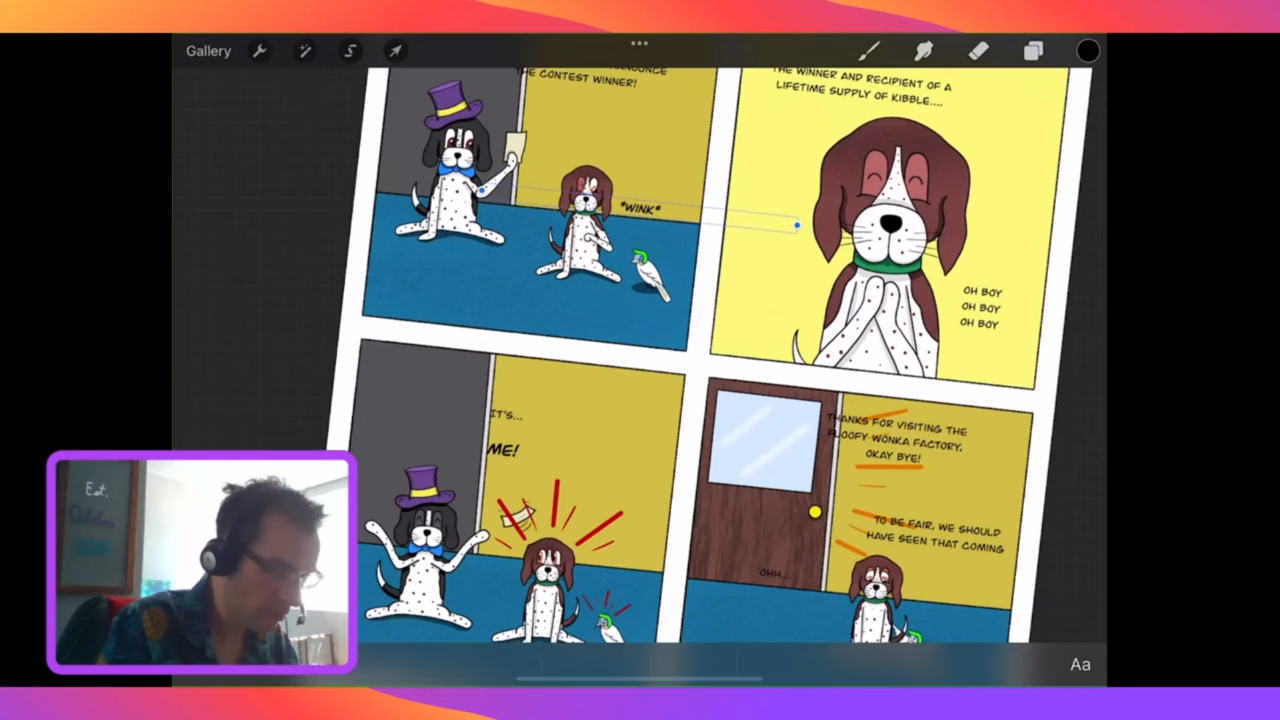 Gallery
ANNOUNCE
THE CONTEST WINNER!
*WINK*
THE WINNER AND RECIPIENT OF A
LIFETIME SUPPLY OF KIBBLE....
OH BOY
OH BOY
OH BOY
IT'S...
ME!
THANKS FOR VISITING THE
FLOOFY WONKA FACTORY,
OKAY BYE!
TO BE FAIR, WE SHOULD
HAVE SEEN THAT COMING
OHH...
Est.
Aa